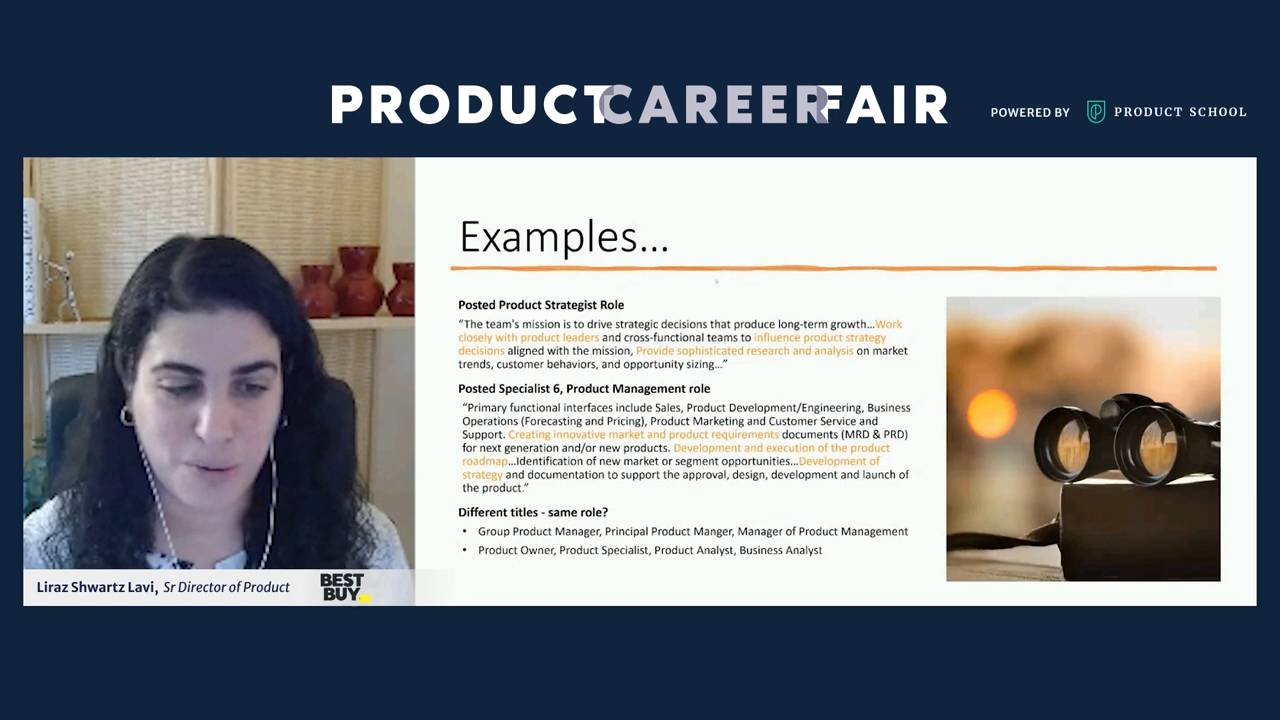 PRODUCTCAREERFAIR
POWERED BY PRODUCT SCHOOL
Examples...
Posted Product Strategist Role
“The team's mission is to drive strategic decisions that produce long-term growth…Work
closely with product leaders and cross-functional teams to influence product strategy
decisions aligned with the mission, Provide sophisticated research and analysis on market
trends, customer behaviors, and opportunity sizing…”
Posted Specialist 6, Product Management role
“Primary functional interfaces include Sales, Product Development/Engineering, Business
Operations (Forecasting and Pricing), Product Marketing and Customer Service and
Support. Creating innovative market and product requirements documents (MRD & PRD)
for next generation and/or new products. Development and execution of the product
roadmap…Identification of new market or segment opportunities…Development of
strategy and documentation to support the approval, design, development and launch of
the product.”
Different titles - same role?
• Group Product Manager, Principal Product Manger, Manager of Product Management
• Product Owner, Product Specialist, Product Analyst, Business Analyst
Liraz Shwartz Lavi, Sr Director of Product
BEST
BUY